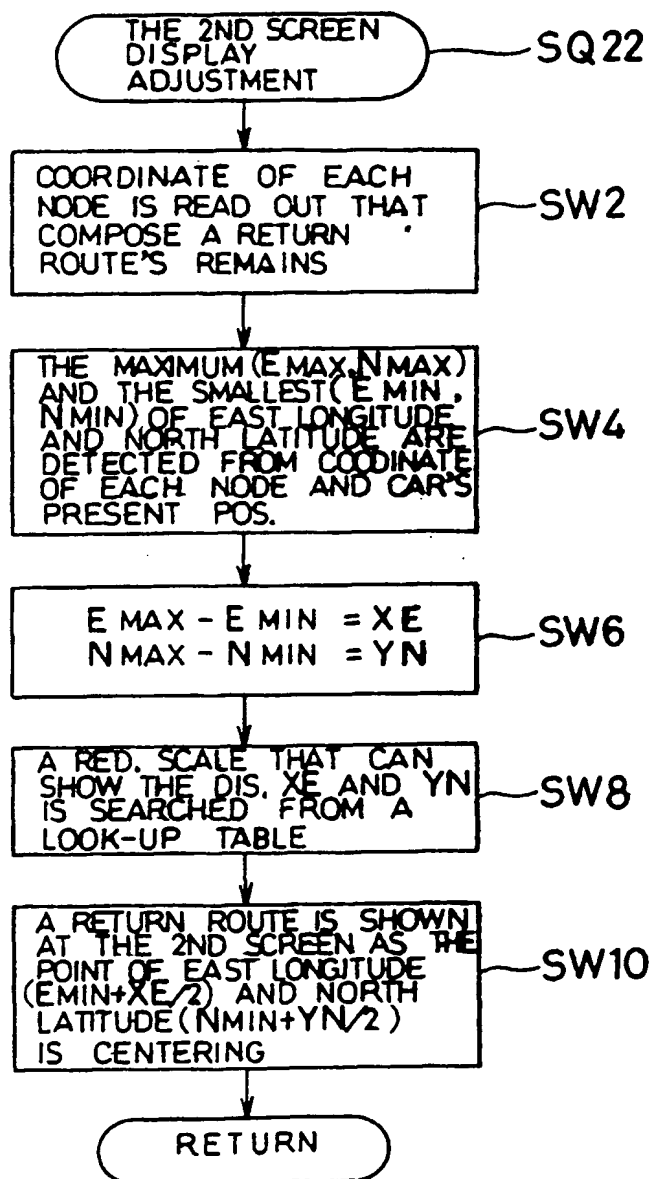 THE 2ND SCREEN
DISPLAY
ADJUSTMENT
SQ22
COORDINATE OF EACH
NODE IS READ OUT THAT
COMPOSE A RETURN
ROUTE'S REMAINS
SW2
THE MAXIMUM(EMAX,NMAX)
AND THE SMALLEST(EMIN,
NMIN) OF EAST LONGITUDE
AND NORTH LATITUDE ARE
DETECTED FROM COODINATE
OF EACH NODE AND CAR'S
PRESENT POS.
SW4
EMAX - EMIN = XE
NMAX - NMIN = YN
SW6
A RED. SCALE THAT CAN
SHOW THE DIS. XE AND YN
IS SEARCHED FROM A
LOOK-UP TABLE
SW8
A RETURN ROUTE IS SHOWN
AT THE 2ND SCREEN AS THE
POINT OF EAST LONGITUDE
(EMIN+XE/2) AND NORTH
LATITUDE(NMIN+YN/2)
IS CENTERING
SW10
RETURN